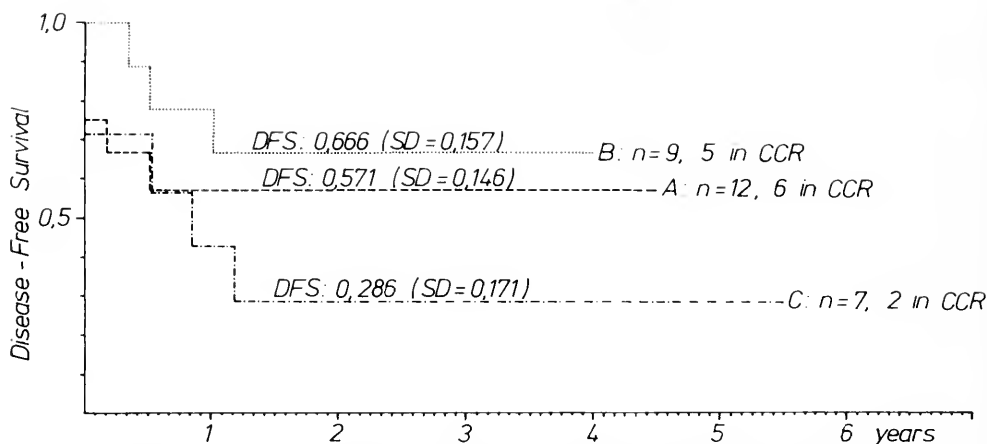 1,0
Disease-Free Survival
DFS: 0,666 (SD=0,157)
B: n=9, 5 in CCR
DFS: 0,571 (SD=0,146)
A: n=12, 6 in CCR
0,5
DFS: 0,286 (SD=0,171)
C: n=7, 2 in CCR
1 2 3 4 5 6 years